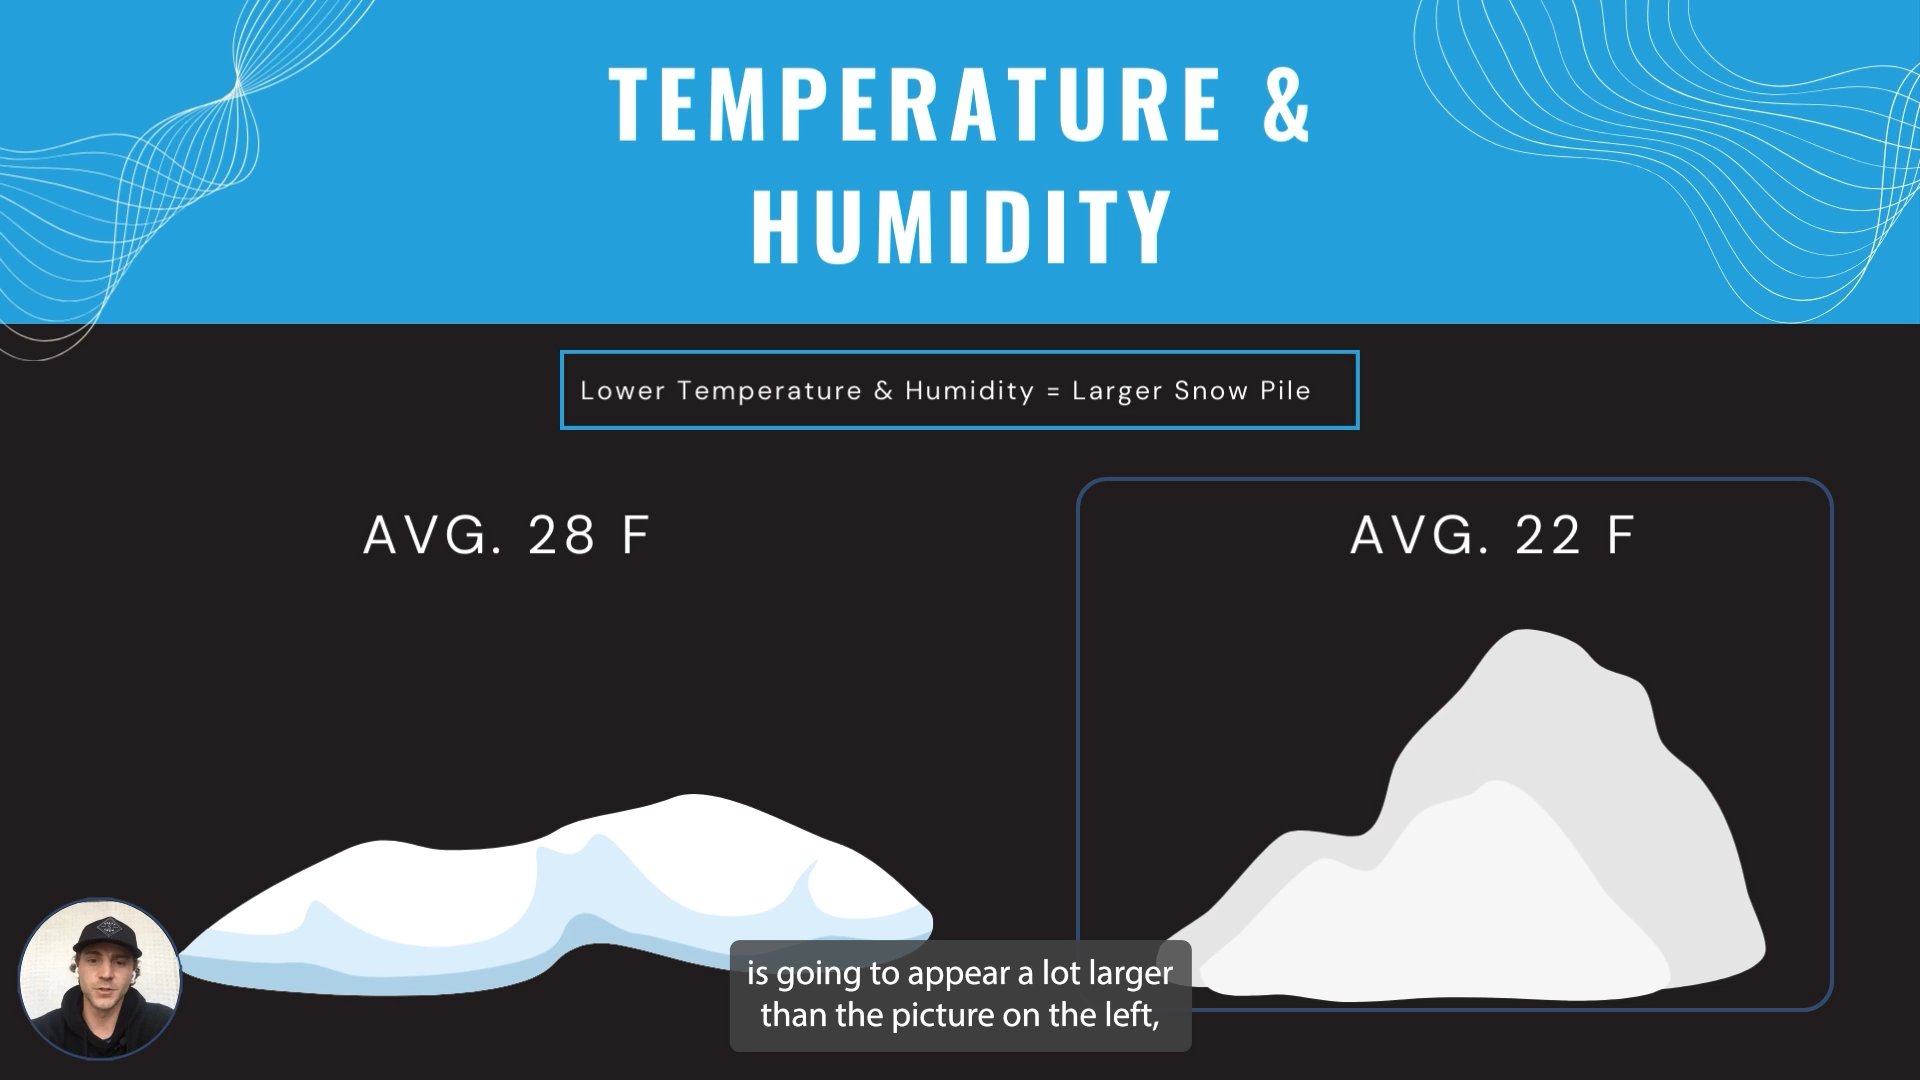 TEMPERATURE &
HUMIDITY
Lower Temperature & Humidity = Larger Snow Pile
AVG. 28 F
AVG. 22 F
is going to appear a lot larger
than the picture on the left,